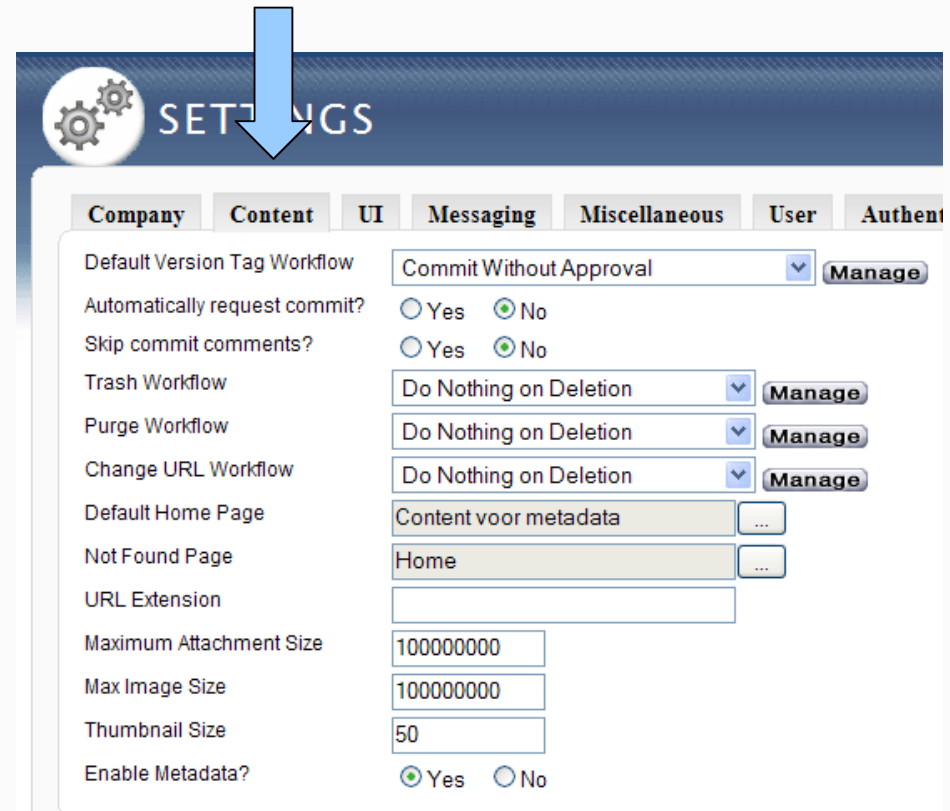 SETTINGS
Company Content UI Messaging Miscellaneous User Authent
Default Version Tag Workflow Commit Without Approval Manage
Automatically request commit? Yes No
Skip commit comments? Yes No
Trash Workflow Do Nothing on Deletion Manage
Purge Workflow Do Nothing on Deletion Manage
Change URL Workflow Do Nothing on Deletion Manage
Default Home Page Content voor metadata ...
Not Found Page Home ...
URL Extension
Maximum Attachment Size 100000000
Max Image Size 100000000
Thumbnail Size 50
Enable Metadata? Yes No